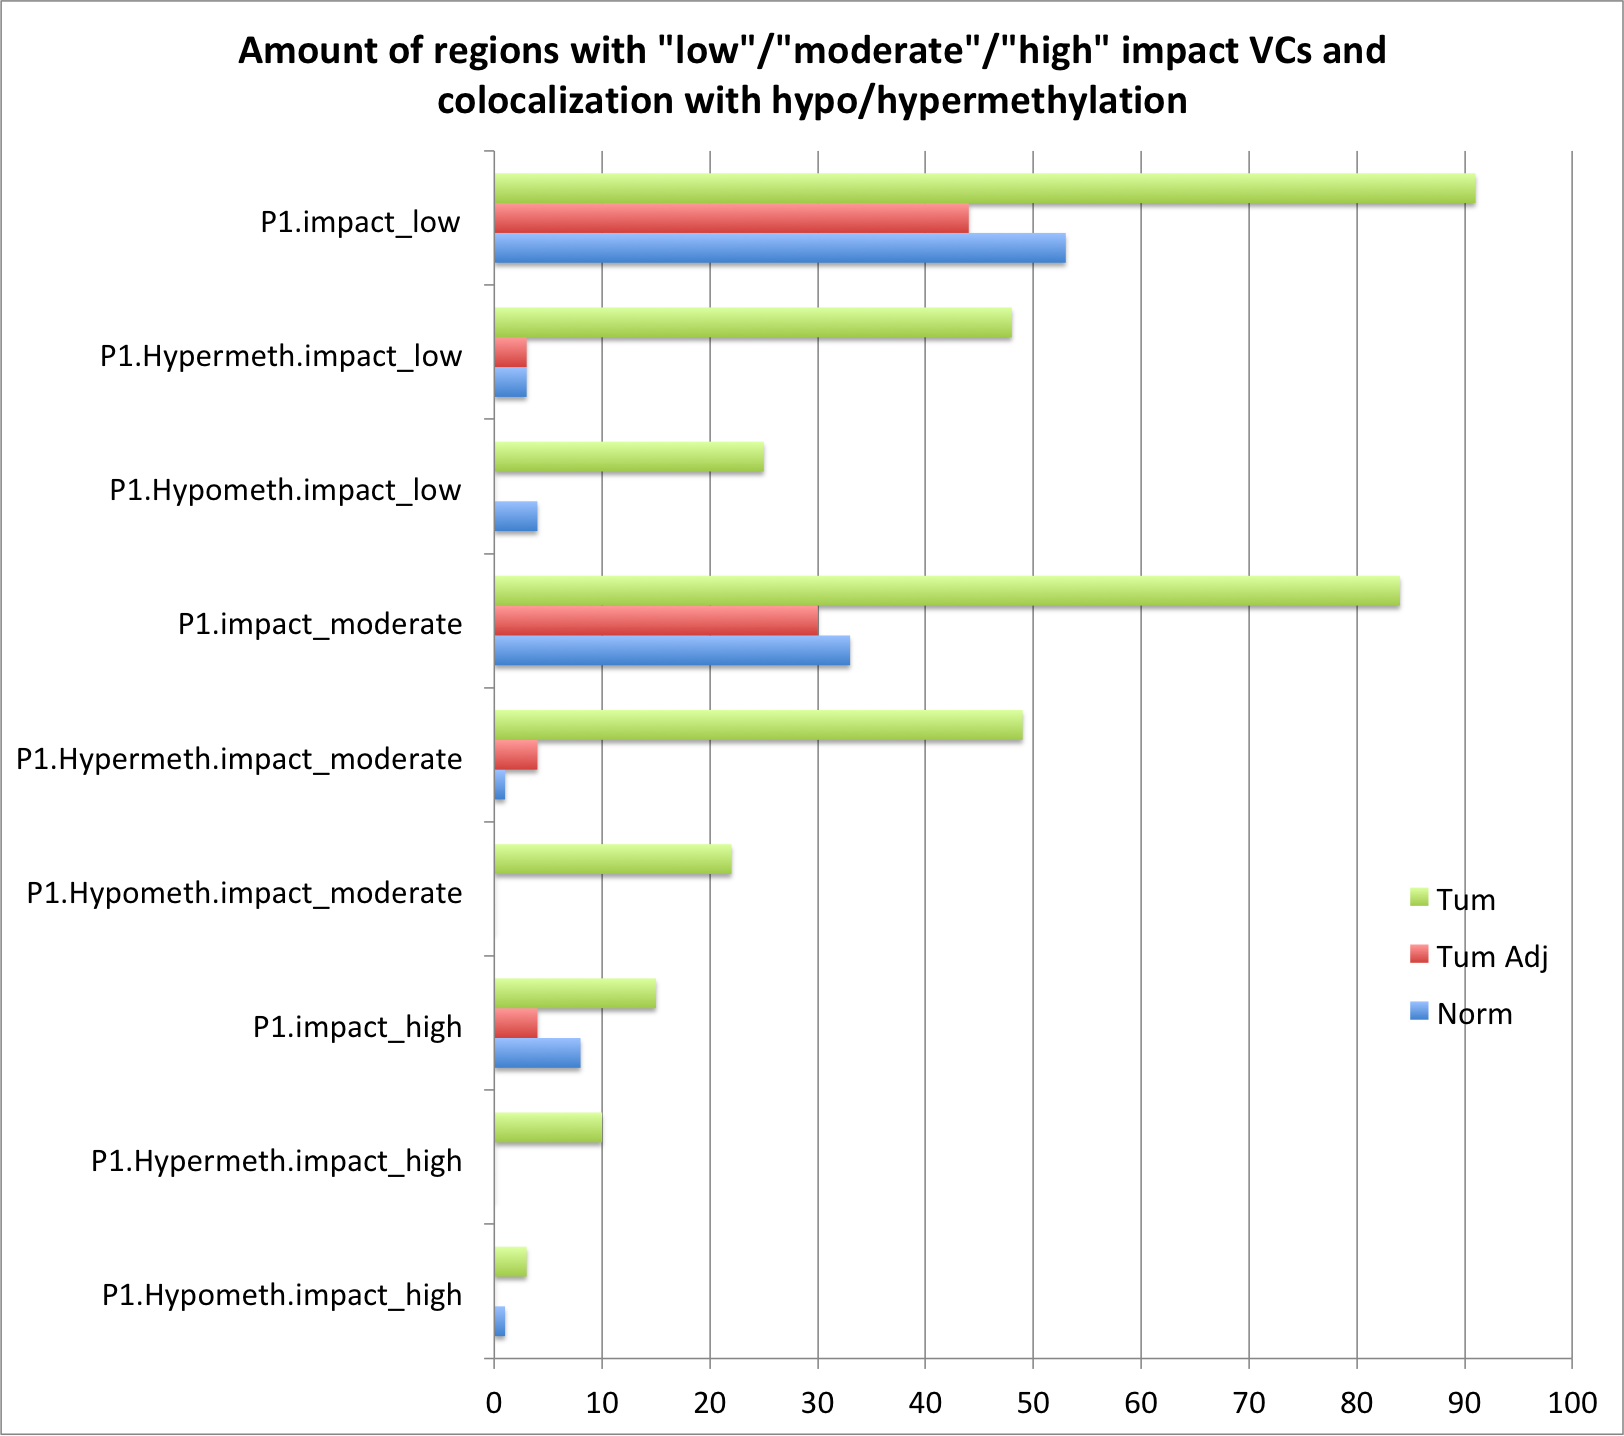 Amount of regions with "low"/"moderate"/"high" impact VCs and
colocalization with hypo/hypermethylation
P1.impact_low
P1.Hypermeth.impact_low
P1.Hypometh.impact_low
P1.impact_moderate
P1.Hypermeth.impact_moderate
P1.Hypometh.impact_moderate
P1.impact_high
P1.Hypermeth.impact_high
P1.Hypometh.impact_high
Tum
Tum Adj
Norm
0 10 20 30 40 50 60 70 80 90 100